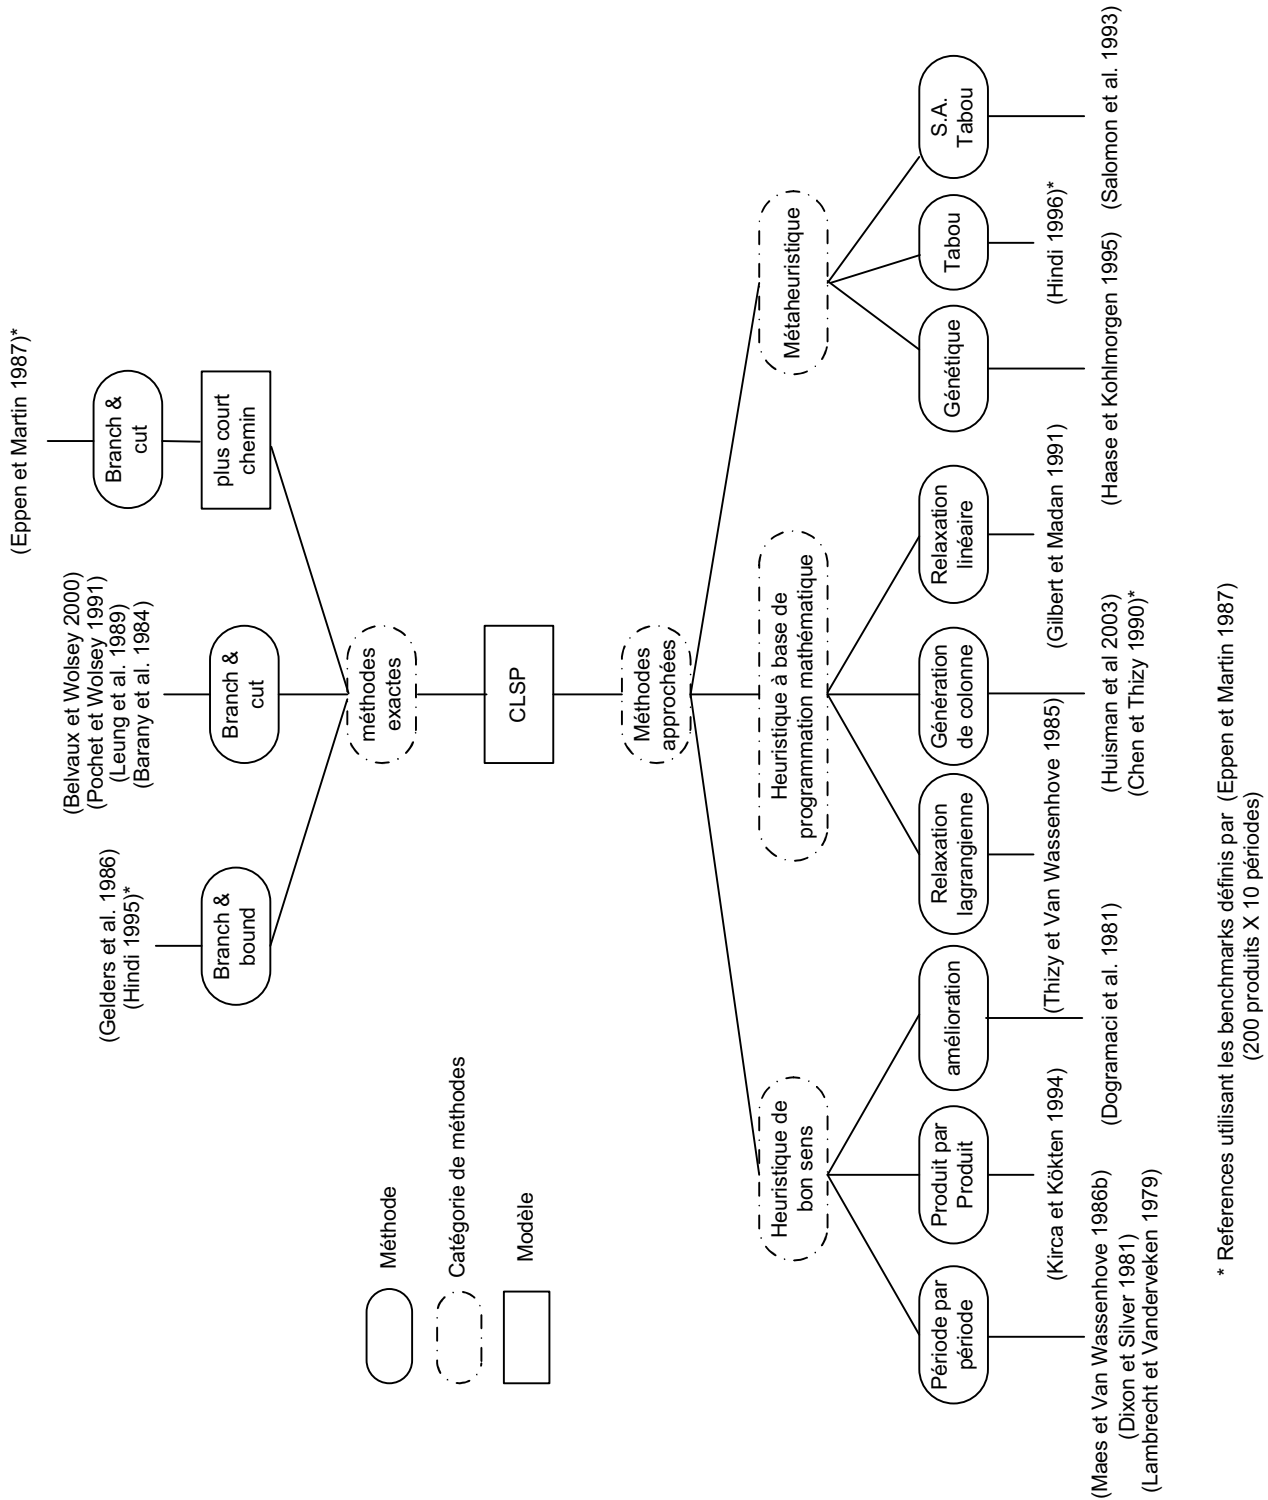 (Eppen et Martin 1987)*
Branch &
cut
plus court
chemin
(Belvaux et Wolsey 2000)
(Pochet et Wolsey 1991)
(Leung et al. 1989)
(Barany et al. 1984)
Branch &
cut
(Gelders et al. 1986)
(Hindi 1995)*
Branch &
bound
méthodes
exactes
CLSP
Méthodes
approchées
Méthode
Catégorie de méthodes
Modèle
Heuristique de
bon sens
Heuristique à base de
programmation mathématique
Métaheuristique
Période par
période
Produit par
Produit
amélioration
Relaxation
lagrangienne
Génération
de colonne
Relaxation
linéaire
Génétique
Tabou
S.A.
Tabou
(Maes et Van Wassenhove 1986b)
(Dixon et Silver 1981)
(Lambrecht et Vanderveken 1979)
(Kirca et Kökten 1994)
(Dogramaci et al. 1981)
(Thizy et Van Wassenhove 1985)
(Huisman et al 2003)
(Chen et Thizy 1990)*
(Gilbert et Madan 1991)
(Haase et Kohlmorgen 1995)
(Hindi 1996)*
(Salomon et al. 1993)
* References utilisant les benchmarks définis par (Eppen et Martin 1987)
(200 produits X 10 périodes)